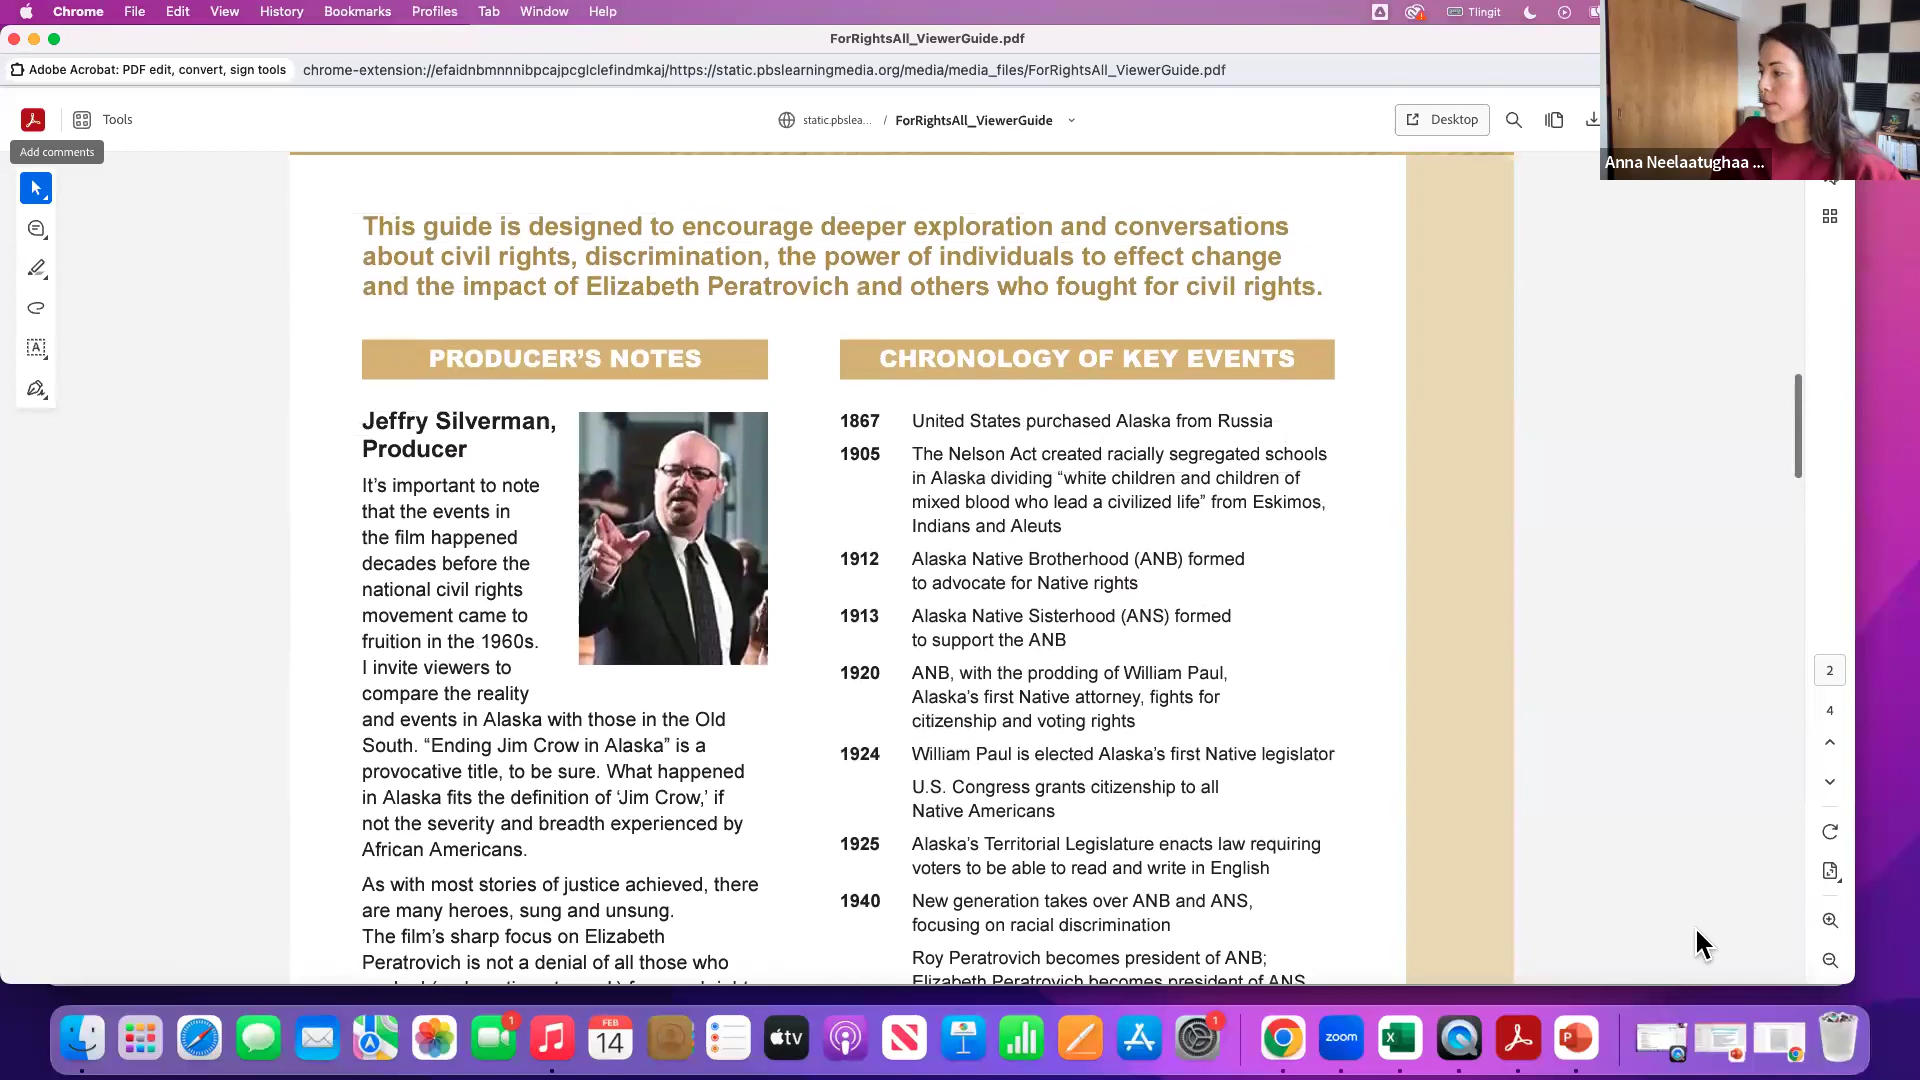 Chrome File Edit View History Bookmarks Profiles Tab Window Help
Tlingit
ForRightsAll_ViewerGuide.pdf
Adobe Acrobat: PDF edit, convert, sign tools
chrome-extension://efaidnbmnnnibpcajpcglclefindmkaj/https://static.pbslearningmedia.org/media/media_files/ForRightsAll_ViewerGuide.pdf
Tools
static.pbslea... / ForRightsAll_ViewerGuide
Desktop
Add comments
Anna Neelaatughaa ...
This guide is designed to encourage deeper exploration and conversations
about civil rights, discrimination, the power of individuals to effect change
and the impact of Elizabeth Peratrovich and others who fought for civil rights.
PRODUCER’S NOTES
Jeffry Silverman,
Producer
It’s important to note
that the events in
the film happened
decades before the
national civil rights
movement came to
fruition in the 1960s.
I invite viewers to
compare the reality
and events in Alaska with those in the Old
South. “Ending Jim Crow in Alaska” is a
provocative title, to be sure. What happened
in Alaska fits the definition of ‘Jim Crow,’ if
not the severity and breadth experienced by
African Americans.
As with most stories of justice achieved, there
are many heroes, sung and unsung.
The film’s sharp focus on Elizabeth
Peratrovich is not a denial of all those who
CHRONOLOGY OF KEY EVENTS
1867 United States purchased Alaska from Russia
1905 The Nelson Act created racially segregated schools
in Alaska dividing “white children and children of
mixed blood who lead a civilized life” from Eskimos,
Indians and Aleuts
1912 Alaska Native Brotherhood (ANB) formed
to advocate for Native rights
1913 Alaska Native Sisterhood (ANS) formed
to support the ANB
1920 ANB, with the prodding of William Paul,
Alaska’s first Native attorney, fights for
citizenship and voting rights
1924 William Paul is elected Alaska’s first Native legislator
U.S. Congress grants citizenship to all
Native Americans
1925 Alaska’s Territorial Legislature enacts law requiring
voters to be able to read and write in English
1940 New generation takes over ANB and ANS,
focusing on racial discrimination
Roy Peratrovich becomes president of ANB;
Elizabeth Peratrovich becomes president of ANS
2
4
1
FEB
14
tv
1
zoom